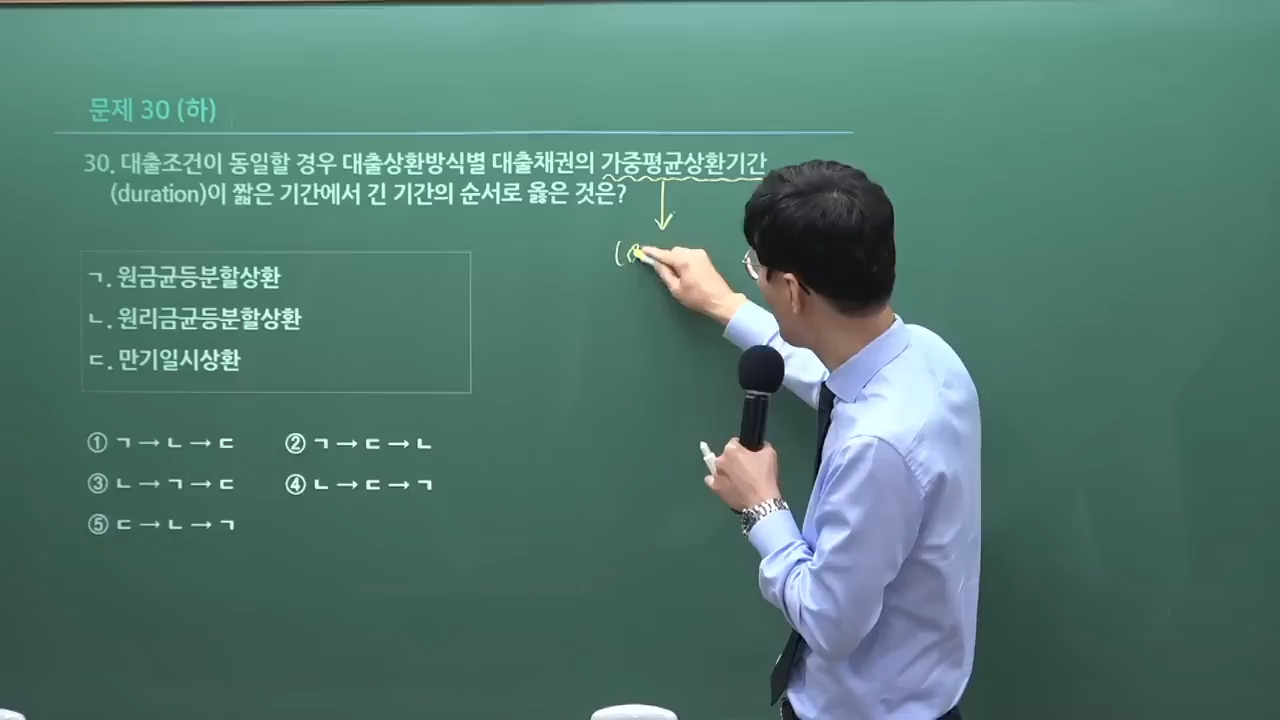 문제 30 (하)
30. 대출조건이 동일할 경우 대출상환방식별 대출채권의 가중평균상환기간
(duration)이 짧은 기간에서 긴 기간의 순서로 옳은 것은?
ㄱ. 원금균등분할상환
ㄴ. 원리금균등분할상환
ㄷ. 만기일시상환
① ㄱ → ㄴ → ㄷ ② ㄱ → ㄷ → ㄴ
③ ㄴ → ㄱ → ㄷ ④ ㄴ → ㄷ → ㄱ
⑤ ㄷ → ㄴ → ㄱ